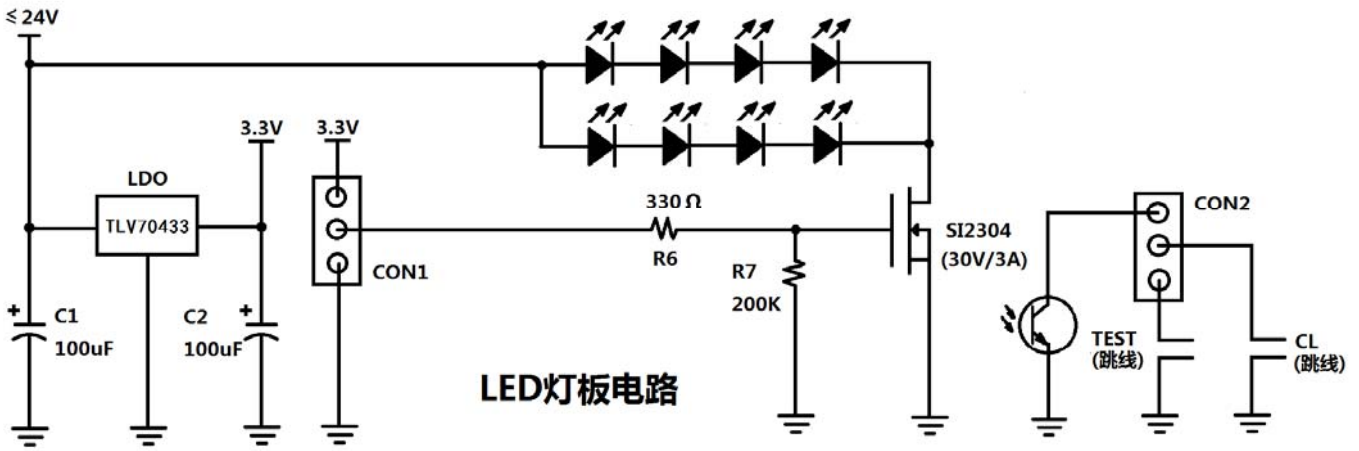 ≤24V
3.3V
3.3V
LDO
TLV70433
330 Ω
R6
CON1
C1
100uF
C2
100uF
+
+
R7
200K
SI2304
(30V/3A)
CON2
TEST
(跳线)
CL
(跳线)
LED灯板电路